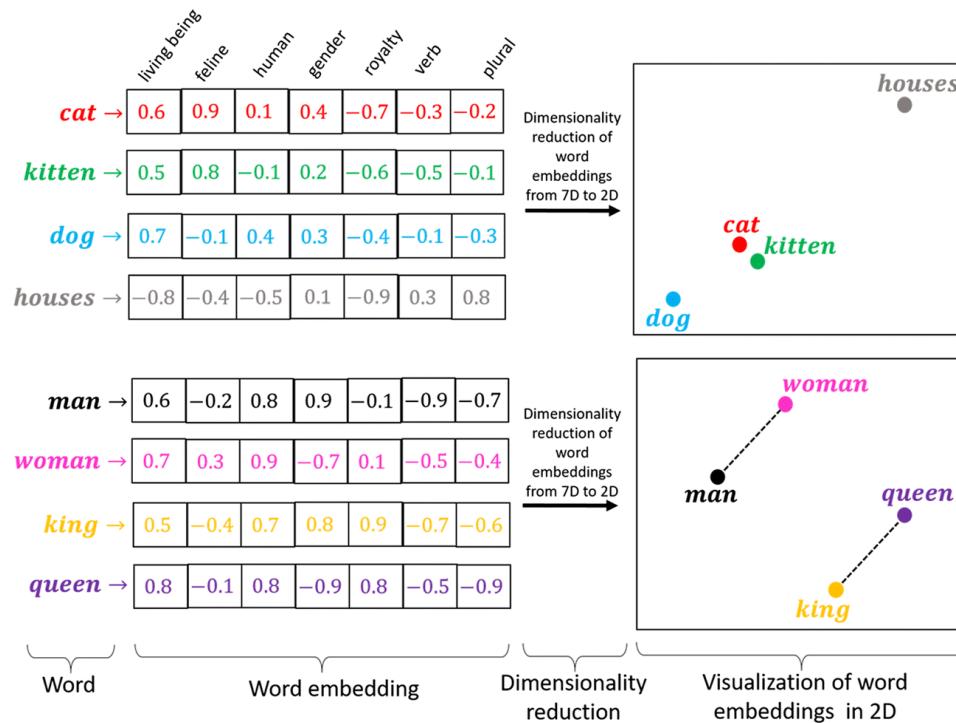 living being feline human gender royalty verb plural
cat → 0.6 0.9 0.1 0.4 −0.7 −0.3 −0.2
kitten → 0.5 0.8 −0.1 0.2 −0.6 −0.5 −0.1
dog → 0.7 −0.1 0.4 0.3 −0.4 −0.1 −0.3
houses → −0.8 −0.4 −0.5 0.1 −0.9 0.3 0.8
Dimensionality
reduction of
word
embeddings
from 7D to 2D
houses
cat
kitten
dog
man → 0.6 −0.2 0.8 0.9 −0.1 −0.9 −0.7
woman → 0.7 0.3 0.9 −0.7 0.1 −0.5 −0.4
king → 0.5 −0.4 0.7 0.8 0.9 −0.7 −0.6
queen → 0.8 −0.1 0.8 −0.9 0.8 −0.5 −0.9
Dimensionality
reduction of
word
embeddings
from 7D to 2D
woman
man
queen
king
Word
Word embedding
Dimensionality
reduction
Visualization of word
embeddings in 2D